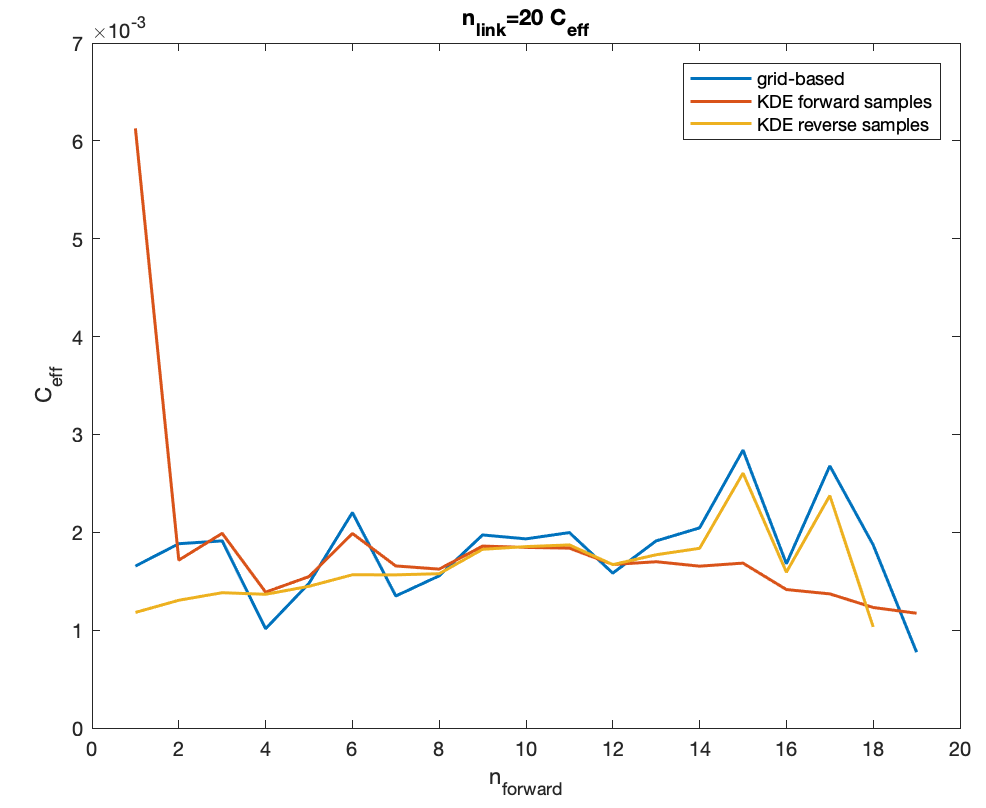 n_link=20 C_eff
×10^-3
7
6
5
4
3
2
1
0
C_eff
0 2 4 6 8 10 12 14 16 18 20
n_forward
grid-based
KDE forward samples
KDE reverse samples